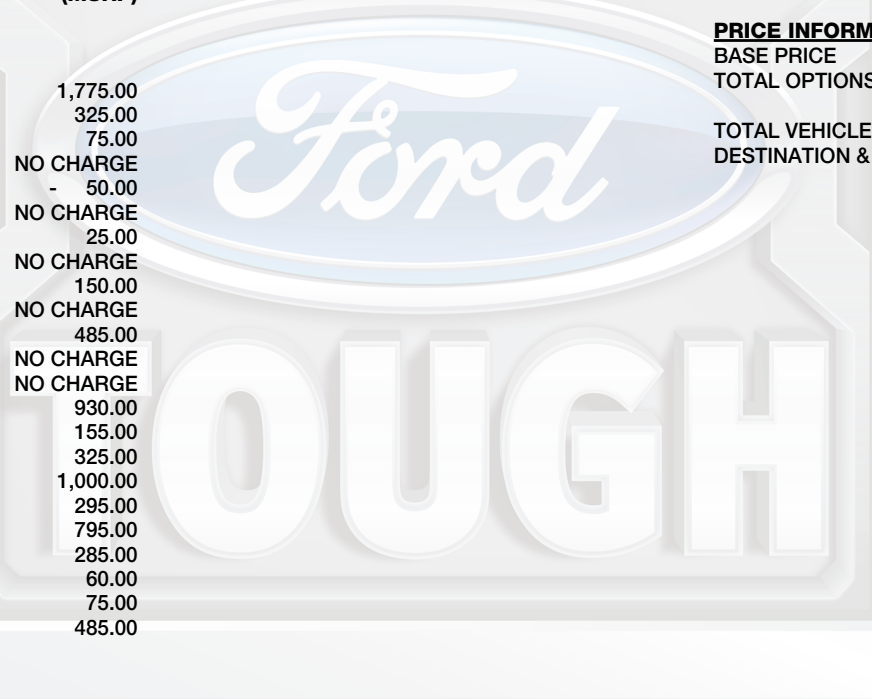 1,775.00
325.00
75.00
NO CHARGE
- 50.00
NO CHARGE
25.00
NO CHARGE
150.00
NO CHARGE
485.00
NO CHARGE
NO CHARGE
930.00
155.00
325.00
1,000.00
295.00
795.00
285.00
60.00
75.00
485.00
PRICE INFORM
BASE PRICE
TOTAL OPTIONS
TOTAL VEHICLE
DESTINATION &
Ford
TOUGH